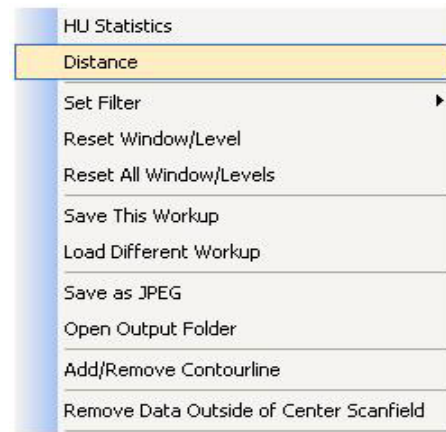 HU Statistics
Distance
Set Filter
Reset Window/Level
Reset All Window/Levels
Save This Workup
Load Different Workup
Save as JPEG
Open Output Folder
Add/Remove Contourline
Remove Data Outside of Center Scanfield